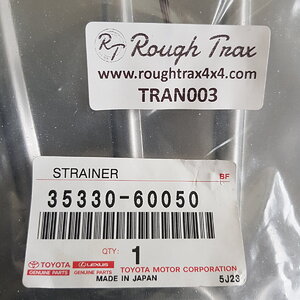 RT Rough Trax
www.roughtrax4x4.com
TRAN003
STRAINER BF
35330-60050
QTY: 1
TOYOTA LEXUS TOYOTA MOTOR CORPORATION
GENUINE PARTS GENUINE PARTS
MADE IN JAPAN 5J23